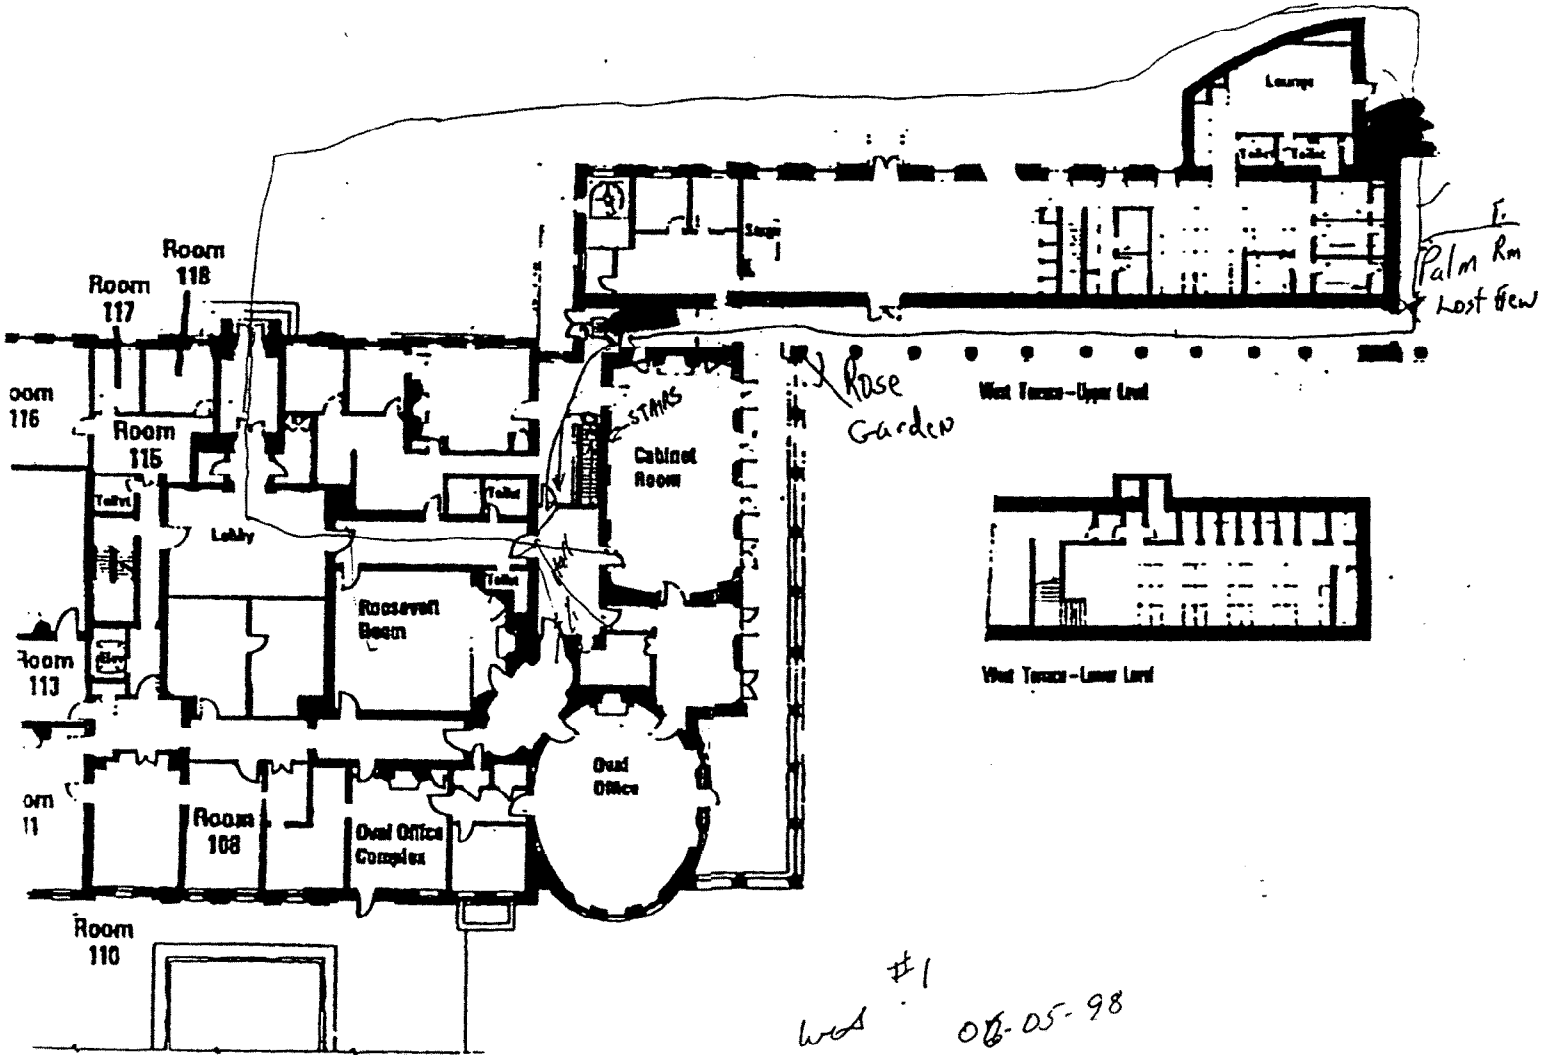 Lounge
Toilet Toilet
Stage
Room
118
Room
117
F.
Palm Rm
Lost view
oom
116
Room
115
STAIRS
Rose
Garden
West Terrace-Upper Level
Cabinet
Room
Toilet
Toilet
Lobby
Toilet
Roosevelt
Room
Room
113
West Terrace-Lower Level
Oval
Office
om
11
Room
108
Oval Office
Complex
Room
110
#1
06-05-98